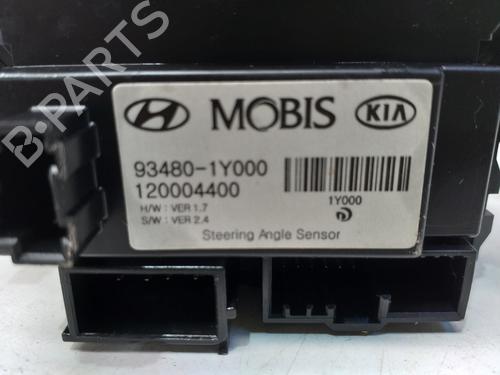 MOBIS KIA
93480-1Y000
120004400
H/W : VER 1.7
S/W : VER 2.4
1Y000
Steering Angle Sensor
B-PARTS